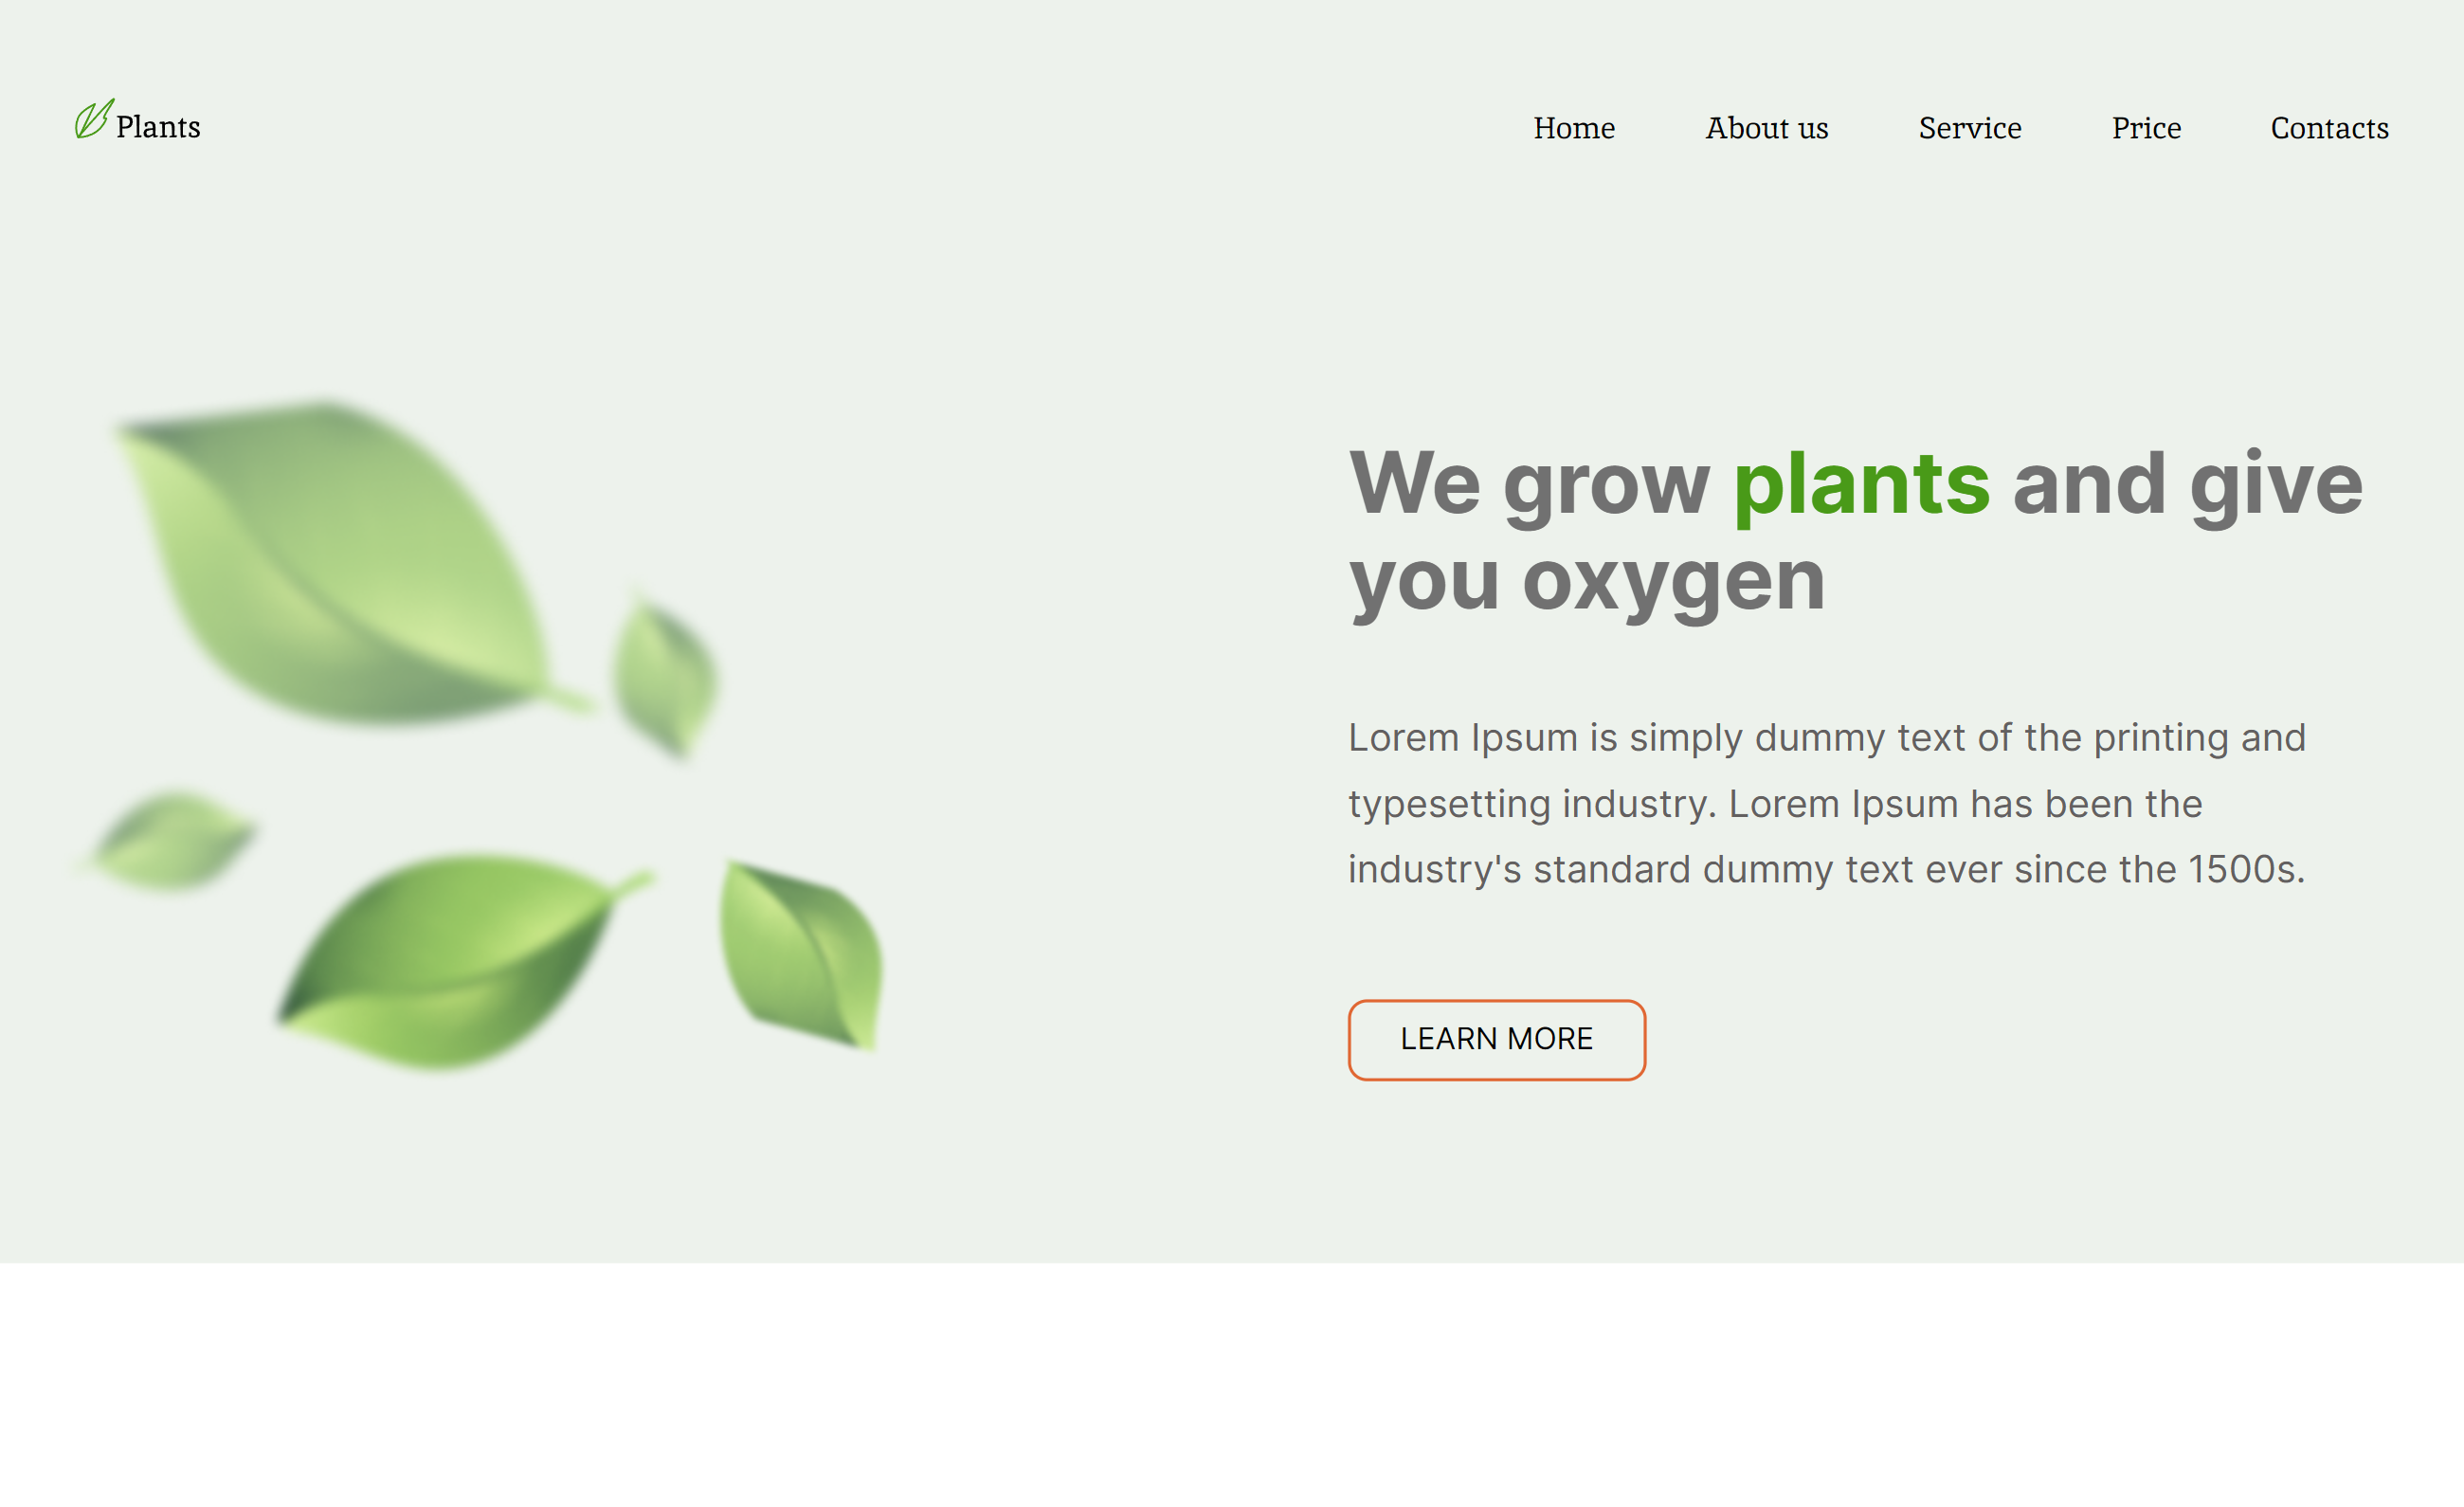 Plants
Home About us Service Price Contacts
We grow plants and give
you oxygen
Lorem Ipsum is simply dummy text of the printing and
typesetting industry. Lorem Ipsum has been the
industry's standard dummy text ever since the 1500s.
LEARN MORE